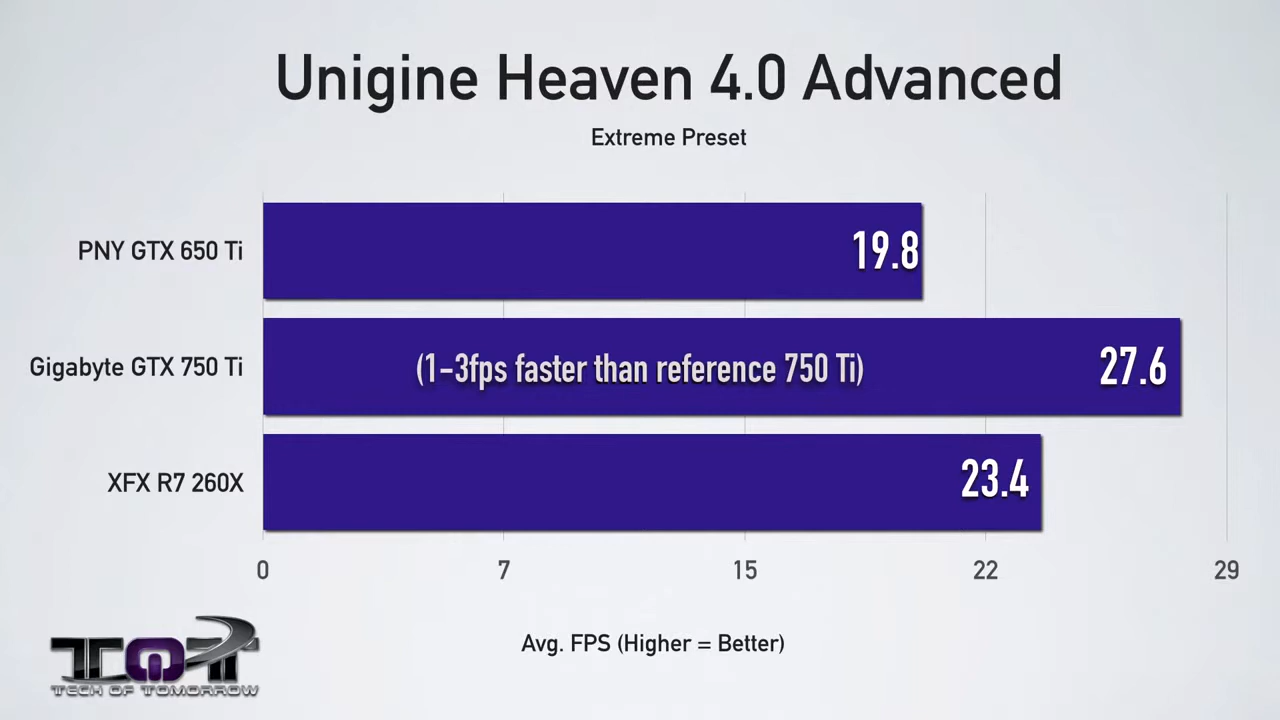 Unigine Heaven 4.0 Advanced
Extreme Preset
PNY GTX 650 Ti
19.8
Gigabyte GTX 750 Ti
(1-3fps faster than reference 750 Ti)
27.6
XFX R7 260X
23.4
0 7 15 22 29
Avg. FPS (Higher = Better)
TOT
TECH OF TOMORROW